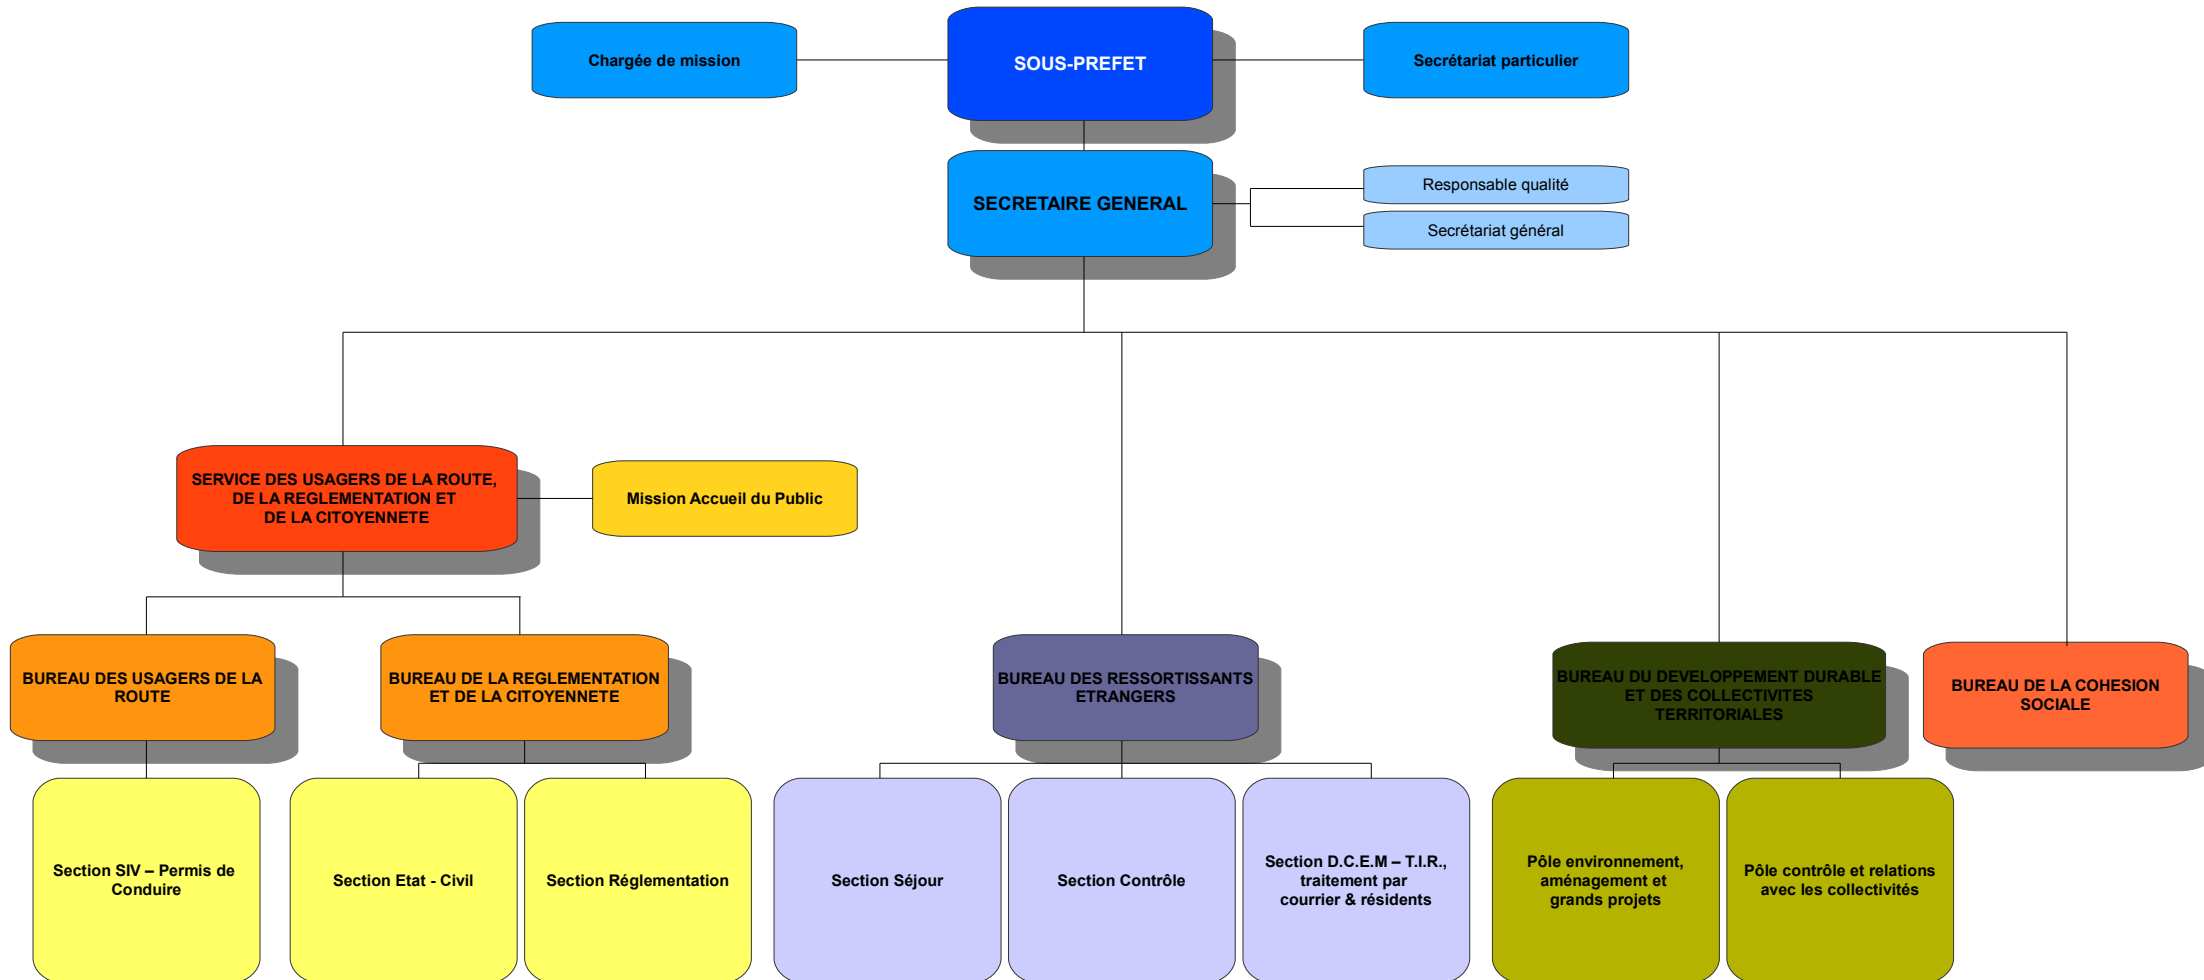 Chargée de mission
SOUS-PREFET
Secrétariat particulier
SECRETAIRE GENERAL
Responsable qualité
Secrétariat général
SERVICE DES USAGERS DE LA ROUTE,
DE LA REGLEMENTATION ET
DE LA CITOYENNETE
Mission Accueil du Public
BUREAU DES USAGERS DE LA
ROUTE
BUREAU DE LA REGLEMENTATION
ET DE LA CITOYENNETE
BUREAU DES RESSORTISSANTS
ETRANGERS
BUREAU DU DEVELOPPEMENT DURABLE
ET DES COLLECTIVITES
TERRITORIALES
BUREAU DE LA COHESION
SOCIALE
Section SIV – Permis de
Conduire
Section Etat - Civil
Section Réglementation
Section Séjour
Section Contrôle
Section D.C.E.M – T.I.R.,
traitement par
courrier & résidents
Pôle environnement,
aménagement et
grands projets
Pôle contrôle et relations
avec les collectivités